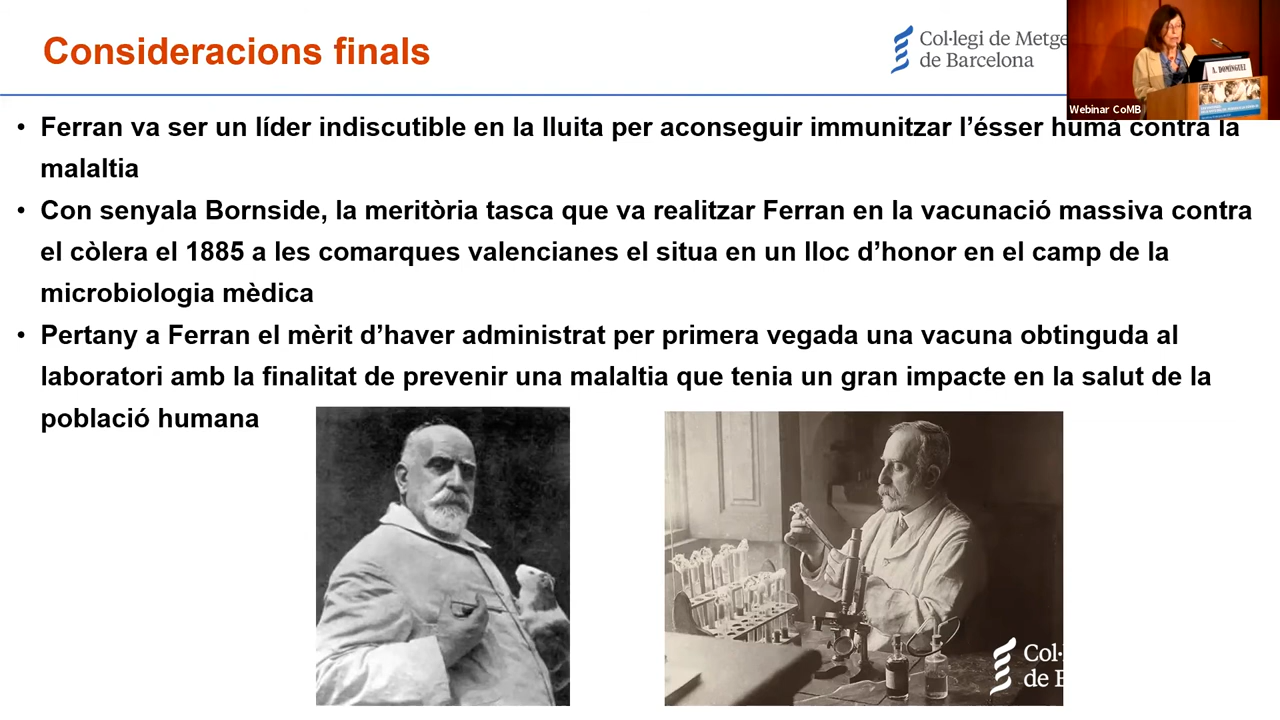 Consideracions finals
Col·legi de Metge
de Barcelona
A. DOMÍNGUEZ
Webinar CoMB
• Ferran va ser un líder indiscutible en la lluita per aconseguir immunitzar l’ésser humà contra la
malaltia
• Con senyala Bornside, la meritòria tasca que va realitzar Ferran en la vacunació massiva contra
el còlera el 1885 a les comarques valencianes el situa en un lloc d’honor en el camp de la
microbiologia mèdica
• Pertany a Ferran el mèrit d’haver administrat per primera vegada una vacuna obtinguda al
laboratori amb la finalitat de prevenir una malaltia que tenia un gran impacte en la salut de la
població humana
Col·
de B